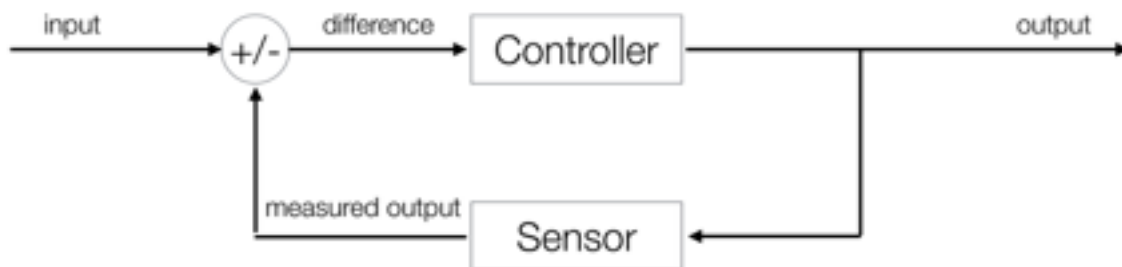 input
difference
output
+/-
Controller
measured output
Sensor